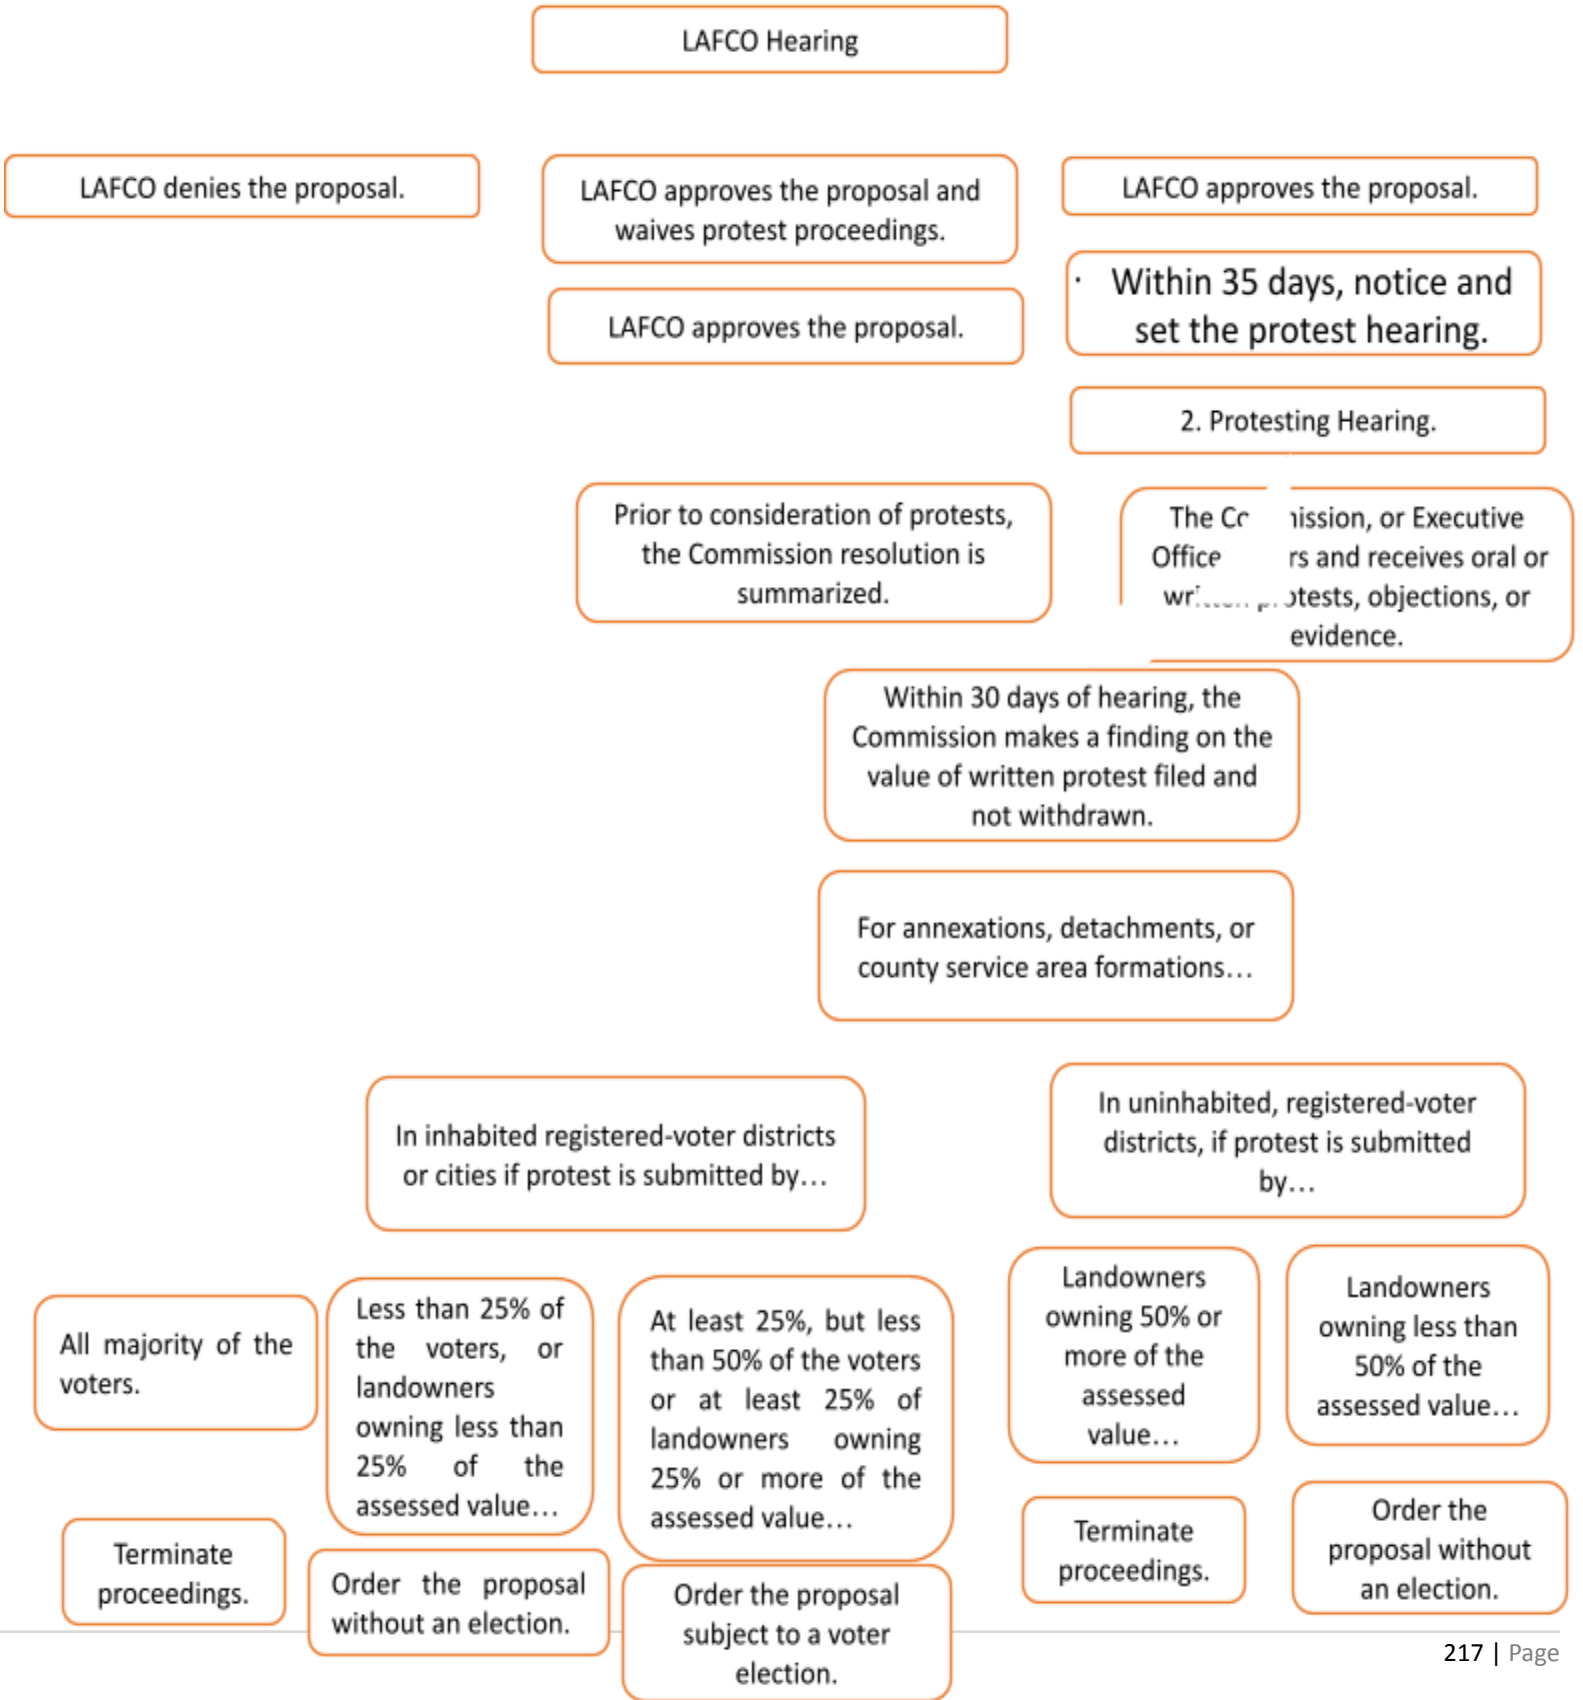 LAFCO Hearing
LAFCO denies the proposal.
LAFCO approves the proposal and
waives protest proceedings.
LAFCO approves the proposal.
LAFCO approves the proposal.
· Within 35 days, notice and
set the protest hearing.
2. Protesting Hearing.
Prior to consideration of protests,
the Commission resolution is
summarized.
The ission, or Executive
Office rs and receives oral or
otests, objections, or
evidence.
Within 30 days of hearing, the
Commission makes a finding on the
value of written protest filed and
not withdrawn.
For annexations, detachments, or
county service area formations…
In inhabited registered-voter districts
or cities if protest is submitted by…
In uninhabited, registered-voter
districts, if protest is submitted
by…
All majority of the
voters.
Less than 25% of
the voters, or
landowners
owning less than
25% of the
assessed value…
At least 25%, but less
than 50% of the voters
or at least 25% of
landowners owning
25% or more of the
assessed value…
Landowners
owning 50% or
more of the
assessed
value…
Landowners
owning less than
50% of the
assessed value…
Terminate
proceedings.
Order the proposal
without an election.
Order the proposal
subject to a voter
election.
Terminate
proceedings.
Order the
proposal without
an election.
217 | Page